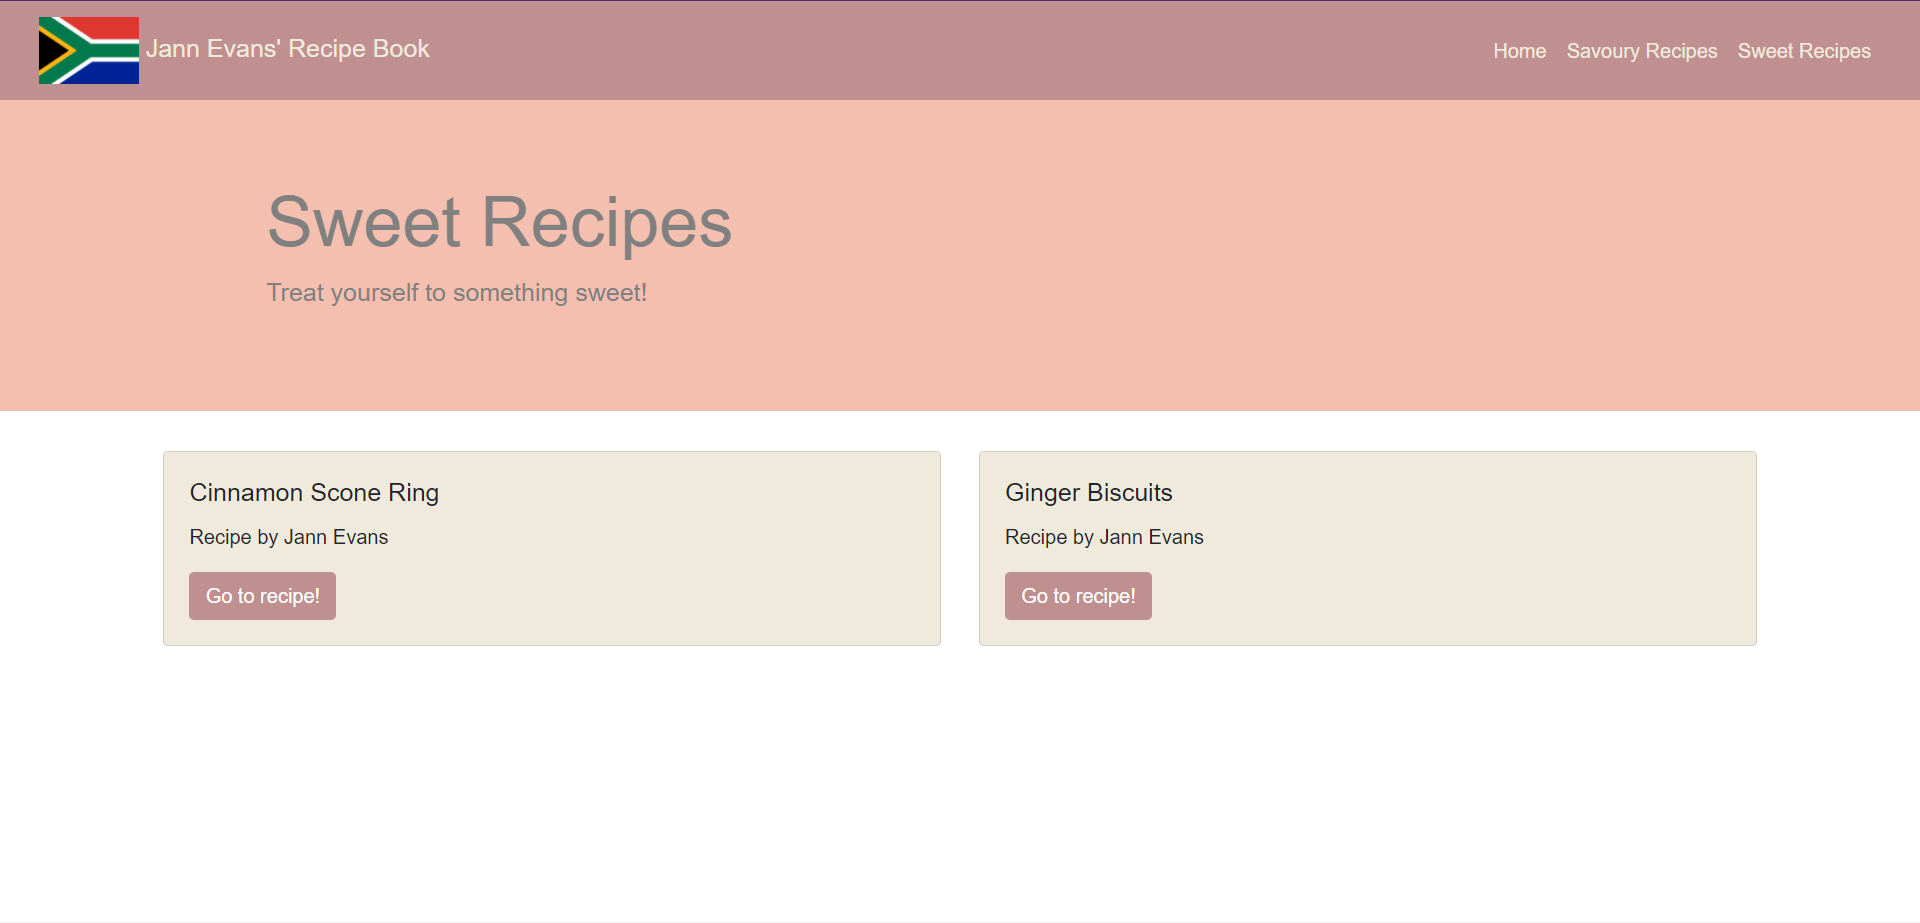 Jann Evans' Recipe Book
Home Savoury Recipes Sweet Recipes
Sweet Recipes
Treat yourself to something sweet!
Cinnamon Scone Ring
Recipe by Jann Evans
Go to recipe!
Ginger Biscuits
Recipe by Jann Evans
Go to recipe!